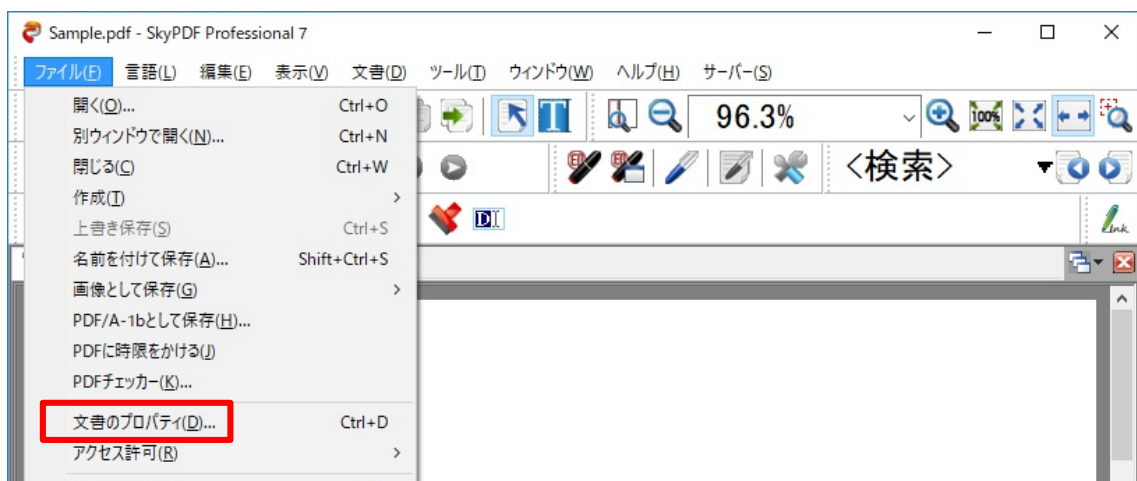 Sample.pdf - SkyPDF Professional 7
ファイル(F) 言語(L) 編集(E) 表示(V) 文書(D) ツール(T) ウィンドウ(W) ヘルプ(H) サーバー(S)
開く(O)... Ctrl+O
別ウィンドウで開く(N)... Ctrl+N
閉じる(C) Ctrl+W
作成(T) >
上書き保存(S) Ctrl+S
名前を付けて保存(A)... Shift+Ctrl+S
画像として保存(G) >
PDF/A-1bとして保存(H)...
PDFに時限をかける(J)
PDFチェッカー(K)...
文書のプロパティ(D)... Ctrl+D
アクセス許可(R) >
96.3% 100%
<検索>
D
Link